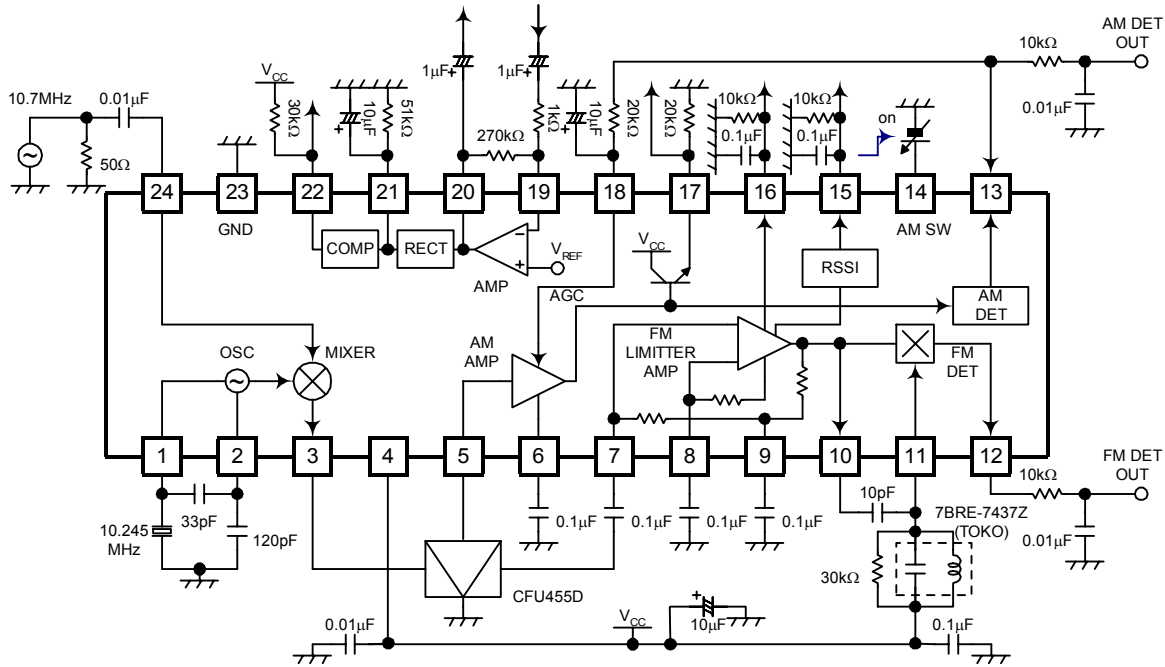 AM DET
OUT
10kΩ
0.01μF
10.7MHz
0.01μF
50Ω
VCC
30kΩ
10μF
+
51kΩ
1μF
+
270kΩ
1μF
+
1kΩ
10μF
+
20kΩ
20kΩ
10kΩ
0.1μF
10kΩ
0.1μF
on
24
23
22
21
20
19
18
17
16
15
14
13
GND
AM SW
COMP
RECT
−
+
AMP
VREF
AGC
VCC
RSSI
AM
DET
OSC
MIXER
AM
AMP
FM
LIMITTER
AMP
FM
DET
1
2
3
4
5
6
7
8
9
10
11
12
33pF
10.245
MHz
120pF
0.1μF
0.1μF
0.1μF
0.1μF
10pF
7BRE-7437Z
(TOKO)
30kΩ
10kΩ
FM DET
OUT
0.01μF
CFU455D
0.01μF
VCC
+
10μF
0.1μF